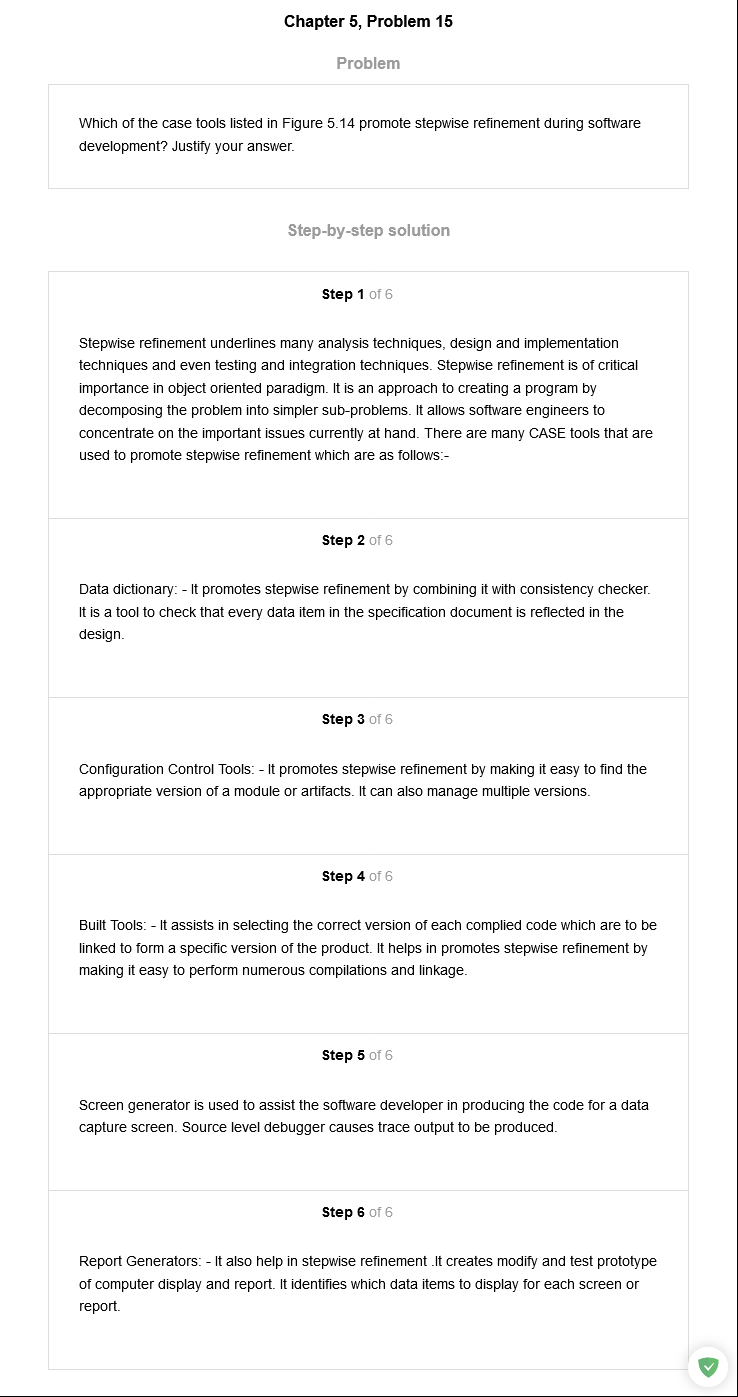 Chapter 5, Problem 15
Problem
Which of the case tools listed in Figure 5.14 promote stepwise refinement during software
development? Justify your answer.
Step-by-step solution
Step 1 of 6
Stepwise refinement underlines many analysis techniques, design and implementation
techniques and even testing and integration techniques. Stepwise refinement is of critical
importance in object oriented paradigm. It is an approach to creating a program by
decomposing the problem into simpler sub-problems. It allows software engineers to
concentrate on the important issues currently at hand. There are many CASE tools that are
used to promote stepwise refinement which are as follows:-
Step 2 of 6
Data dictionary: - It promotes stepwise refinement by combining it with consistency checker.
It is a tool to check that every data item in the specification document is reflected in the
design.
Step 3 of 6
Configuration Control Tools: - It promotes stepwise refinement by making it easy to find the
appropriate version of a module or artifacts. It can also manage multiple versions.
Step 4 of 6
Built Tools: - It assists in selecting the correct version of each complied code which are to be
linked to form a specific version of the product. It helps in promotes stepwise refinement by
making it easy to perform numerous compilations and linkage.
Step 5 of 6
Screen generator is used to assist the software developer in producing the code for a data
capture screen. Source level debugger causes trace output to be produced.
Step 6 of 6
Report Generators: - It also help in stepwise refinement .It creates modify and test prototype
of computer display and report. It identifies which data items to display for each screen or
report.